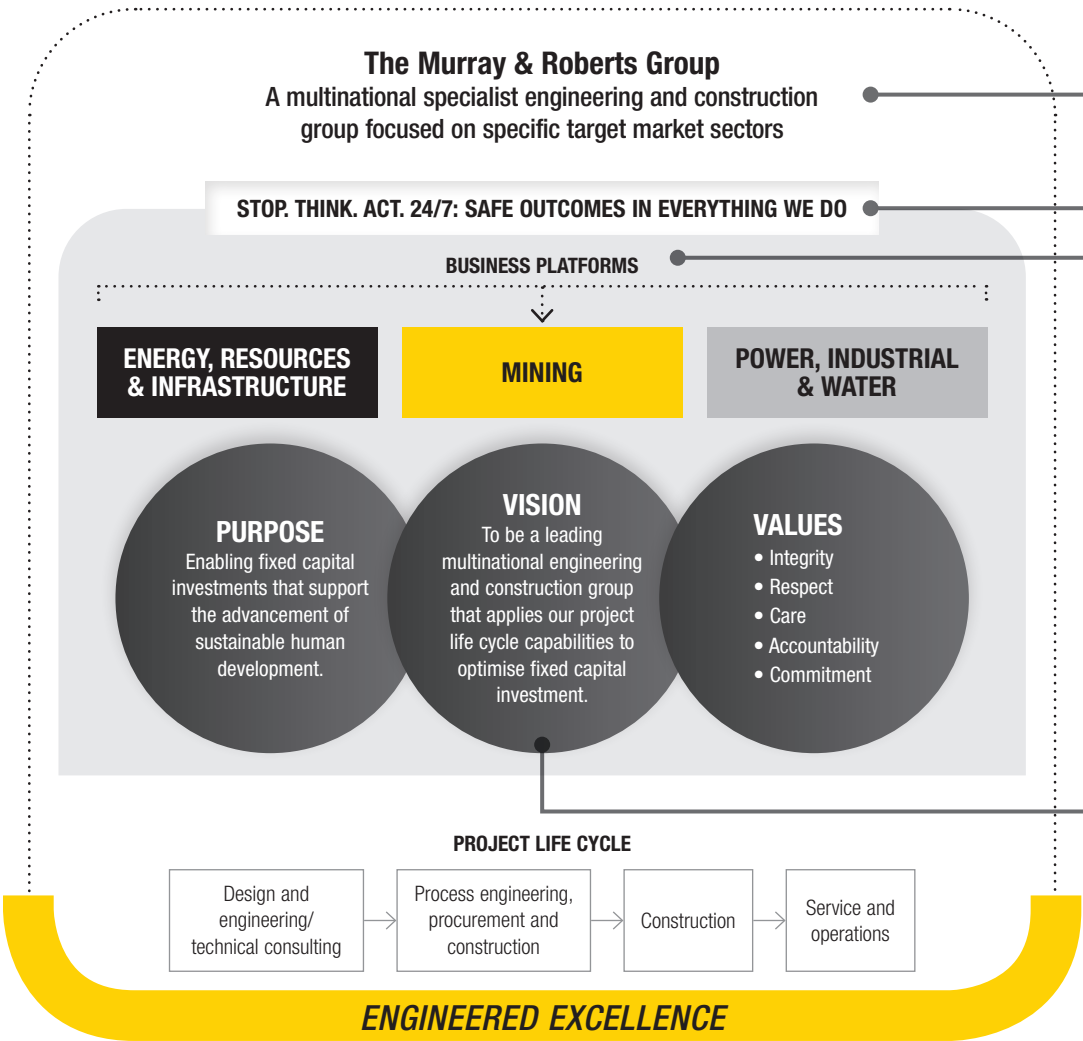 The Murray & Roberts Group
A multinational specialist engineering and construction
group focused on specific target market sectors
STOP. THINK. ACT. 24/7: SAFE OUTCOMES IN EVERYTHING WE DO
BUSINESS PLATFORMS
ENERGY, RESOURCES
& INFRASTRUCTURE
MINING
POWER, INDUSTRIAL
& WATER
PURPOSE
Enabling fixed capital
investments that support
the advancement of
sustainable human
development.
VISION
To be a leading
multinational engineering
and construction group
that applies our project
life cycle capabilities to
optimise fixed capital
investment.
VALUES
• Integrity
• Respect
• Care
• Accountability
• Commitment
PROJECT LIFE CYCLE
Design and
engineering/
technical consulting
Process engineering,
procurement and
construction
Construction
Service and
operations
ENGINEERED EXCELLENCE